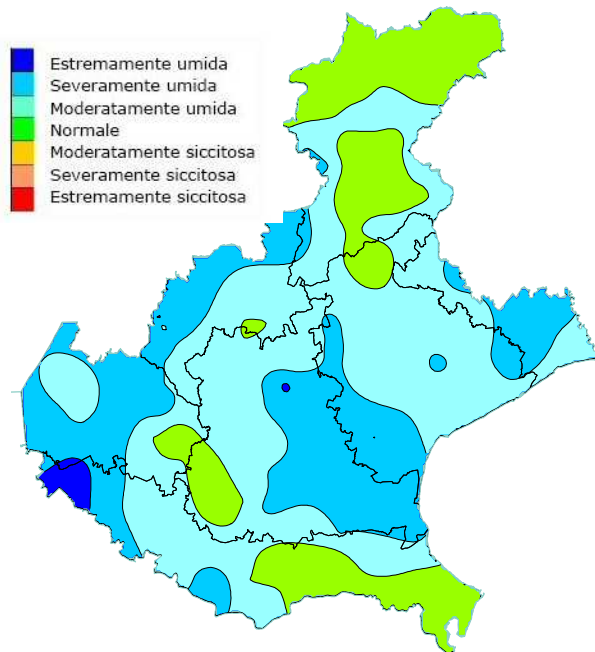 Estremamente umida
Severamente umida
Moderatamente umida
Normale
Moderatamente siccitosa
Severamente siccitosa
Estremamente siccitosa